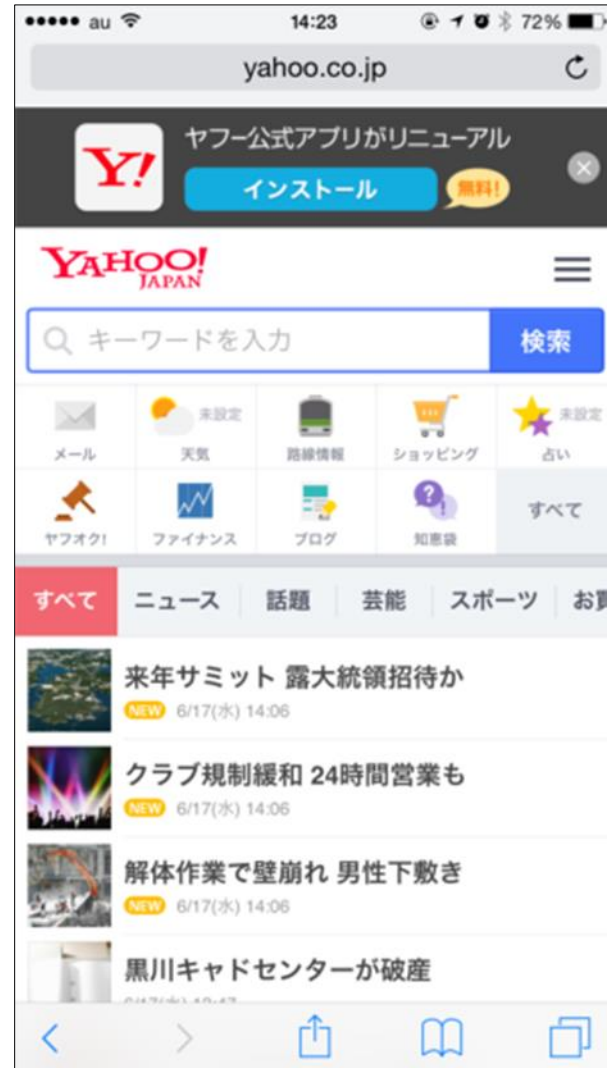 au 14:23 72%
yahoo.co.jp
ヤフー公式アプリがリニューアル
Y!
インストール 無料!
YAHOO!
JAPAN
キーワードを入力 検索
未設定 未設定
メール 天気 路線情報 ショッピング 占い
ヤフオク! ファイナンス ブログ 知恵袋 すべて
すべて ニュース 話題 芸能 スポーツ お買
来年サミット 露大統領招待か
NEW 6/17(水) 14:06
クラブ規制緩和 24時間営業も
NEW 6/17(水) 14:06
解体作業で壁崩れ 男性下敷き
NEW 6/17(水) 14:06
黒川キャドセンターが破産